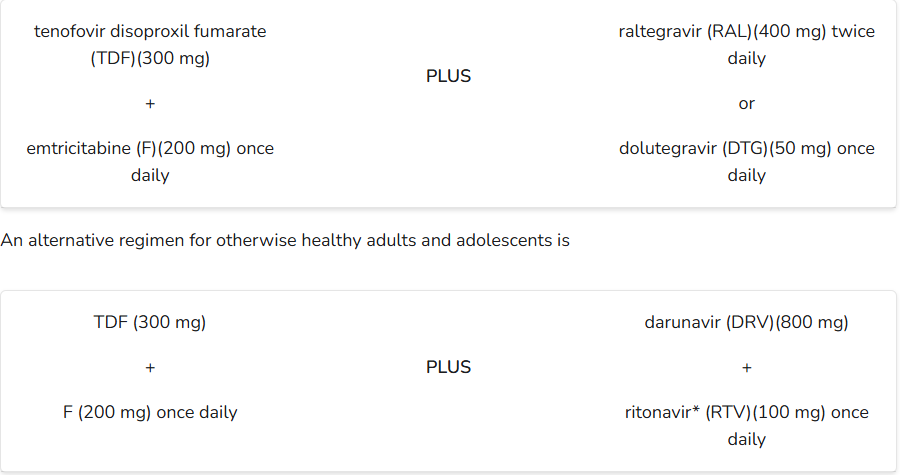 tenofovir disoproxil fumarate
(TDF)(300 mg)
+
emtricitabine (F)(200 mg) once
daily
PLUS
raltegravir (RAL)(400 mg) twice
daily
or
dolutegravir (DTG)(50 mg) once
daily
An alternative regimen for otherwise healthy adults and adolescents is
TDF (300 mg)
+
F (200 mg) once daily
PLUS
darunavir (DRV)(800 mg)
+
ritonavir* (RTV)(100 mg) once
daily